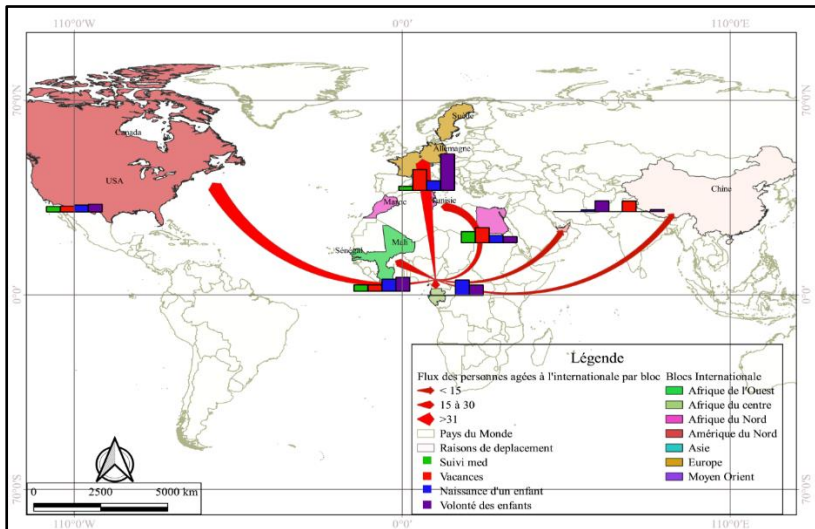 110°0'W
0°0'
110°0'E
70°0'N
70°0'N
Canada
USA
Suède
Allemagne
Tunisie
Maroc
Chine
Mali
Sénégal
0°0'
0°0'
Légende
Flux des personnes agées à l'internationale par bloc
< 15
15 à 30
>31
Pays du Monde
Raisons de deplacement
Suivi med
Vacances
Naissance d'un enfant
Volonté des enfants
Blocs Internationale
Afrique de l'Ouest
Afrique du centre
Afrique du Nord
Amérique du Nord
Asie
Europe
Moyen Orient
0 2500 5000 km
70°0'S
70°0'S
110°0'W
0°0'
110°0'E